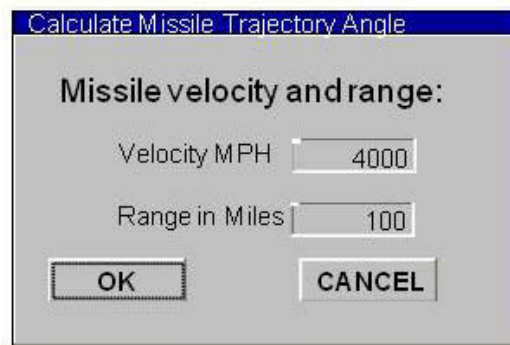 Calculate Missile Trajectory Angle
Missile velocity and range:
Velocity MPH 4000
Range in Miles 100
OK CANCEL